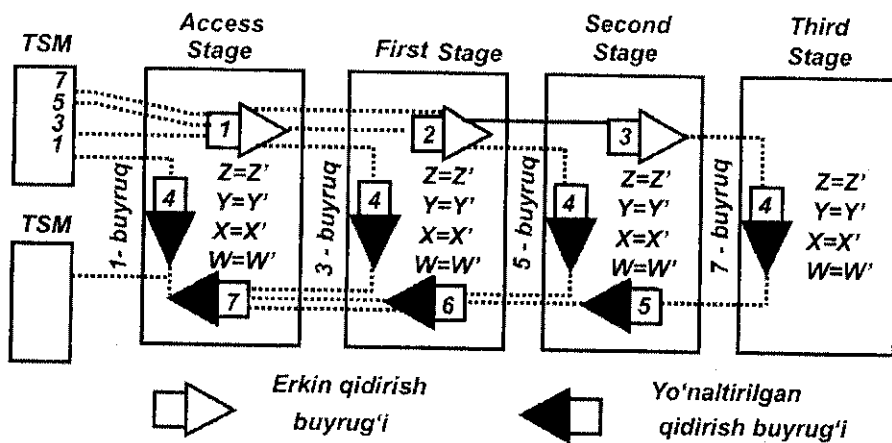 TSM
Access
Stage
First Stage
Second
Stage
Third
Stage
7
5
3
1
1
2
3
4
4
4
4
Z=Z'
Y=Y'
X=X'
W=W'
Z=Z'
Y=Y'
X=X'
W=W'
Z=Z'
Y=Y'
X=X'
W=W'
Z=Z'
Y=Y'
X=X'
W=W'
1- buyruq
3 - buyruq
5 - buyruq
7 - buyruq
TSM
7
6
5
Erkin qidirish
buyrug‘i
Yo‘naltirilgan
qidirish buyrug‘i